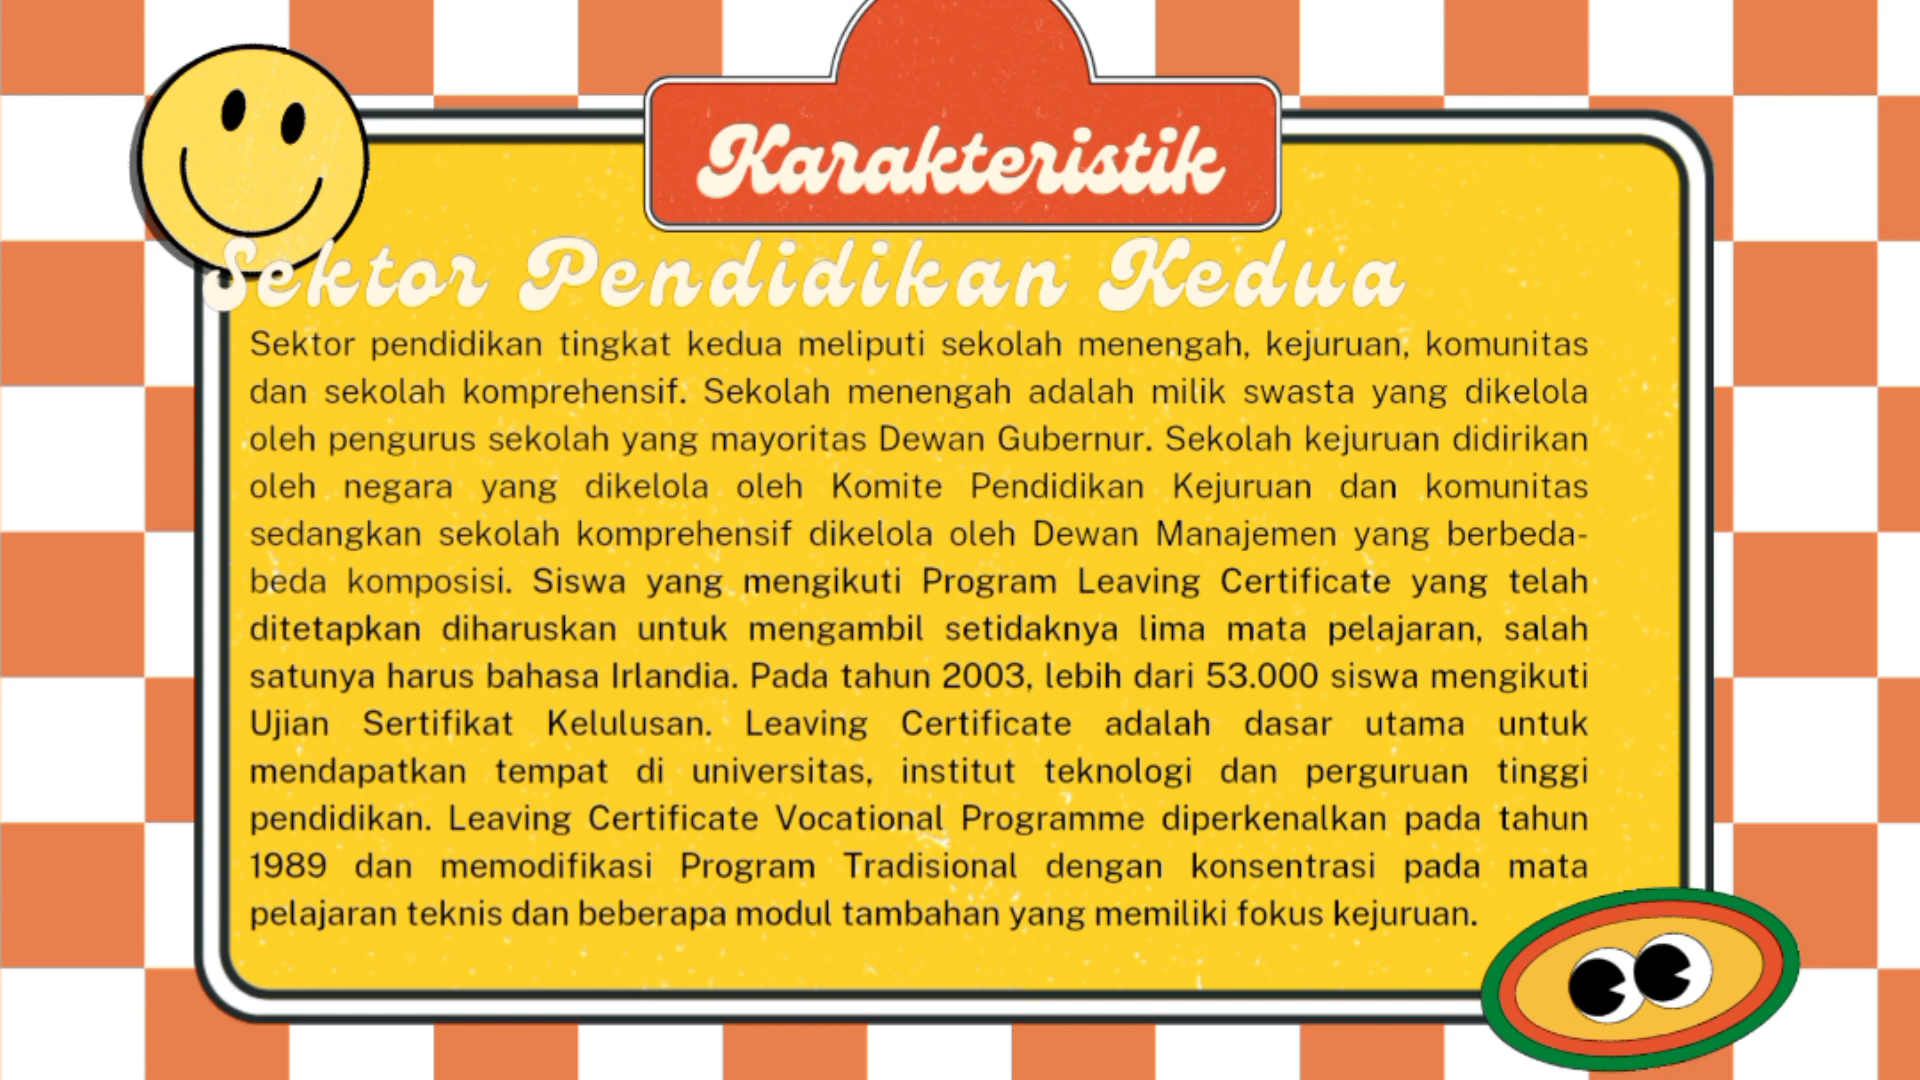 Karakteristik
Sektor Pendidikan Kedua
Sektor pendidikan tingkat kedua meliputi sekolah menengah, kejuruan, komunitas
dan sekolah komprehensif. Sekolah menengah adalah milik swasta yang dikelola
oleh pengurus sekolah yang mayoritas Dewan Gubernur. Sekolah kejuruan didirikan
oleh negara yang dikelola oleh Komite Pendidikan Kejuruan dan komunitas
sedangkan sekolah komprehensif dikelola oleh Dewan Manajemen yang berbeda-
beda komposisi. Siswa yang mengikuti Program Leaving Certificate yang telah
ditetapkan diharuskan untuk mengambil setidaknya lima mata pelajaran, salah
satunya harus bahasa Irlandia. Pada tahun 2003, lebih dari 53.000 siswa mengikuti
Ujian Sertifikat Kelulusan. Leaving Certificate adalah dasar utama untuk
mendapatkan tempat di universitas, institut teknologi dan perguruan tinggi
pendidikan. Leaving Certificate Vocational Programme diperkenalkan pada tahun
1989 dan memodifikasi Program Tradisional dengan konsentrasi pada mata
pelajaran teknis dan beberapa modul tambahan yang memiliki fokus kejuruan.